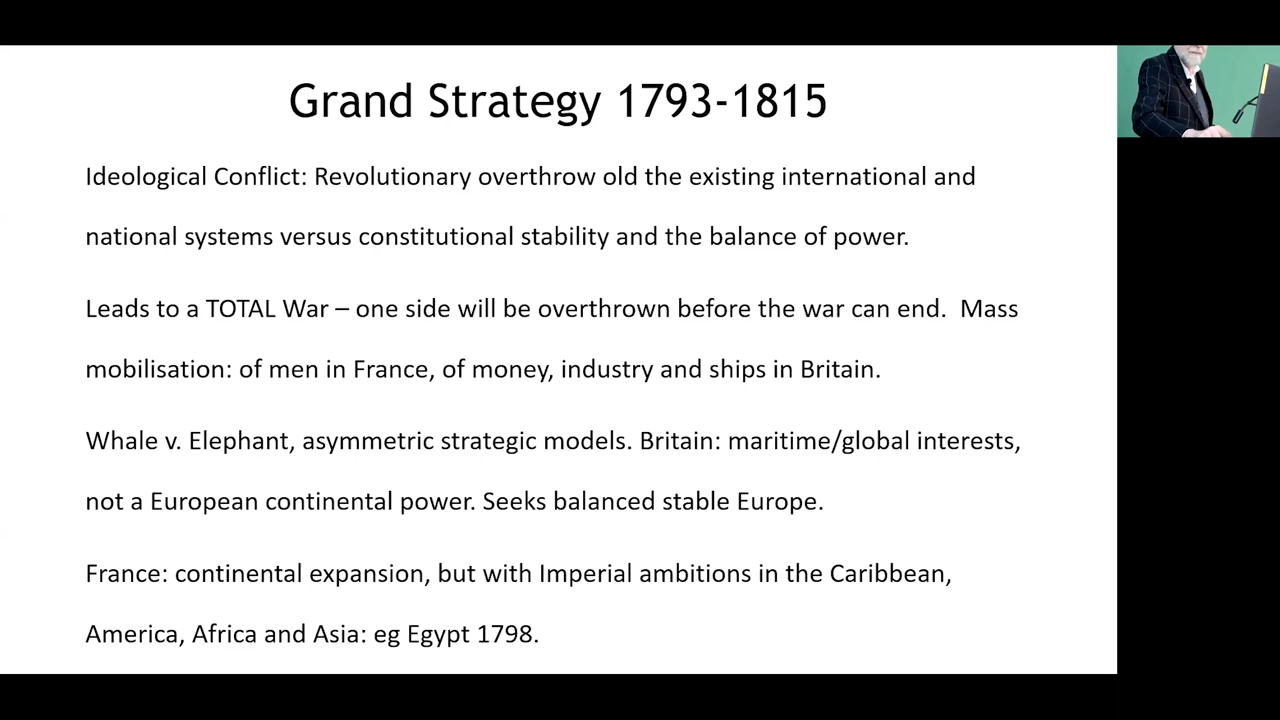 Grand Strategy 1793-1815
Ideological Conflict: Revolutionary overthrow old the existing international and
national systems versus constitutional stability and the balance of power.
Leads to a TOTAL War – one side will be overthrown before the war can end.  Mass
mobilisation: of men in France, of money, industry and ships in Britain.
Whale v. Elephant, asymmetric strategic models. Britain: maritime/global interests,
not a European continental power. Seeks balanced stable Europe.
France: continental expansion, but with Imperial ambitions in the Caribbean,
America, Africa and Asia: eg Egypt 1798.